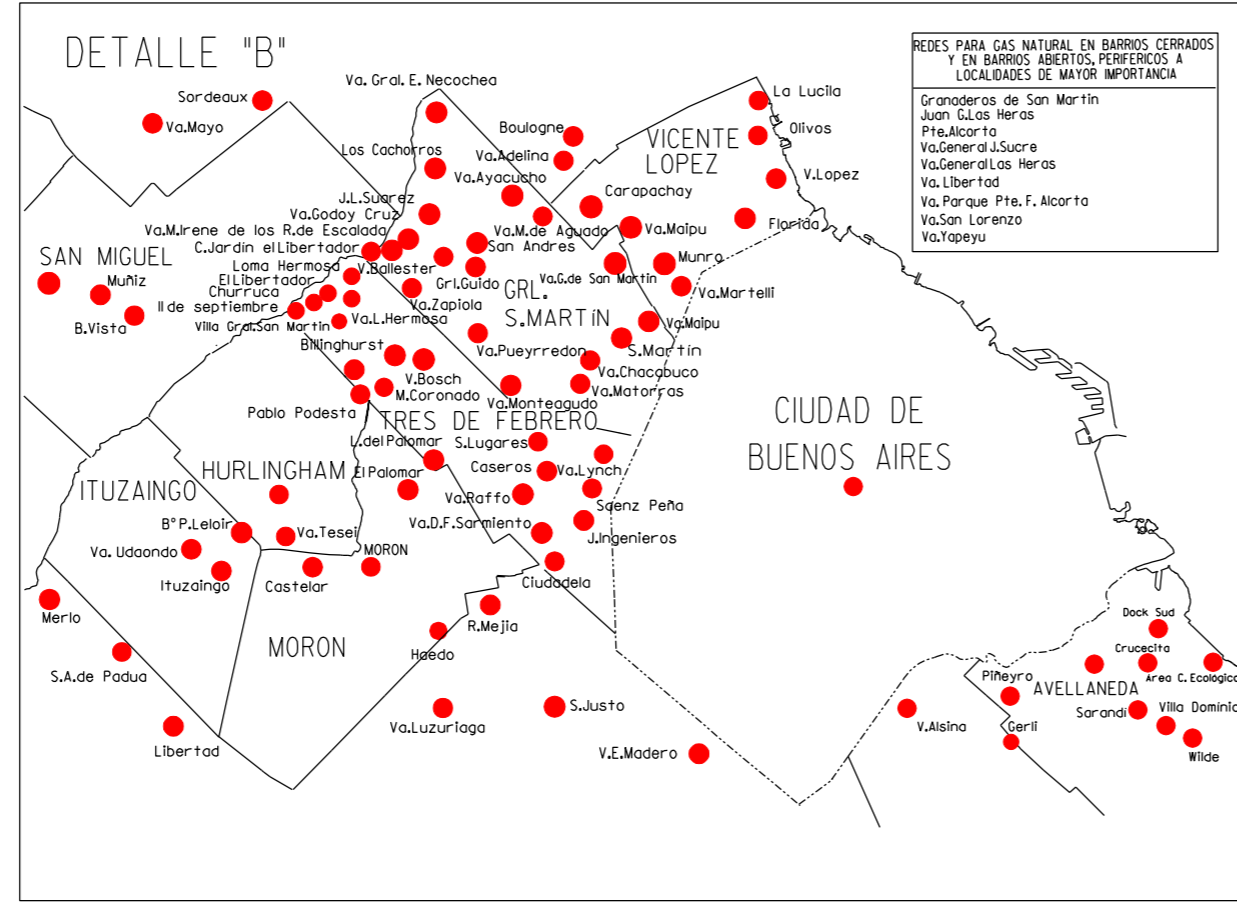 DETALLE "B"
REDES PARA GAS NATURAL EN BARRIOS CERRADOS
Y EN BARRIOS ABIERTOS, PERIFERICOS A
LOCALIDADES DE MAYOR IMPORTANCIA
Granaderos de San Martin
Juan G.Las Heras
Pte.Alcorta
Va.General J.Sucre
Va.General Las Heras
Va. Libertad
Va. Parque Pte. F. Alcorta
Va.San Lorenzo
Va.Yapeyu
Sordeaux
Va.Mayo
Va. Gral. E. Necochea
Boulogne
La Lucila
Olivos
VICENTE
LOPEZ
Los Cachorros
Va.Adelina
Va.Ayacucho
V.Lopez
Carapachay
J.L.Suarez
Va.Godoy Cruz
Va.M.de Aguado
Va.Maipu
Florida
Va.M.Irene de los R.de Escalada
C.Jardín el Libertador
San Andres
SAN MIGUEL
Muñiz
B.Vista
Loma Hermosa
V.Ballester
Grl.Guido
Va.G.de San Martin
Munro
El Libertador
Churruca
11 de septiembre
Va.Zapiola
GRL.
S.MARTíN
Va.Martelli
Villa Gral.San Martin
Va.L.Hermosa
Va.Maipu
Billinghurst
Va.Pueyrredon
S.Martín
V.Bosch
Va.Chacabuco
M.Coronado
Va.Matorras
Pablo Podesta
Va.Monteagudo
TRES DE FEBRERO
CIUDAD DE
BUENOS AIRES
L.del Palomar
S.Lugares
HURLINGHAM
El Palomar
Caseros
Va.Lynch
ITUZAINGO
Va.Raffo
Saenz Peña
B° P.Leloir
Va.Tesei
Va.D.F.Sarmiento
J.Ingenieros
Va. Udaondo
MORON
Ituzaingo
Castelar
Ciudadela
Merlo
R.Mejia
Dock Sud
MORON
Haedo
Crucecita
S.A.de Padua
Area C.Ecológico
Piñeyro
AVELLANEDA
Va.Luzuriaga
S.Justo
Sarandí
Villa Dominic
Libertad
V.Alsina
Gerli
V.E.Madero
Wilde